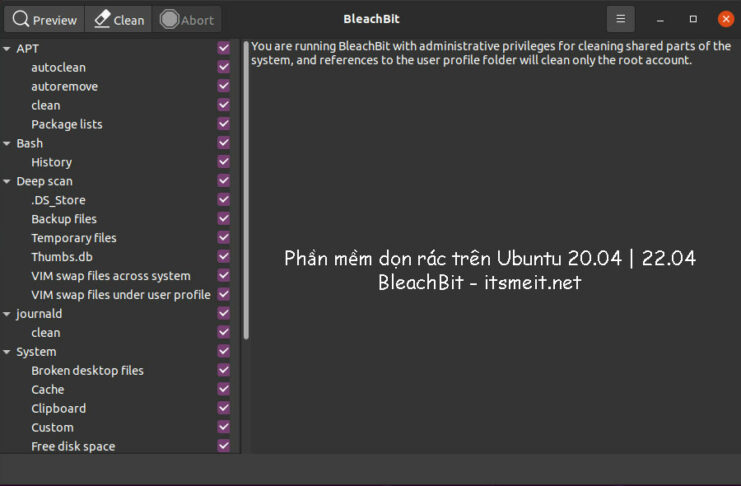 BleachBit
Preview Clean Abort
APT
autoclean
autoremove
clean
Package lists
Bash
History
Deep scan
.DS_Store
Backup files
Temporary files
Thumbs.db
VIM swap files across system
VIM swap files under user profile
journald
clean
System
Broken desktop files
Cache
Clipboard
Custom
Free disk space
You are running BleachBit with administrative privileges for cleaning shared parts of the
system, and references to the user profile folder will clean only the root account.
Phần mềm dọn rác trên Ubuntu 20.04 | 22.04
BleachBit - itsmeit.net